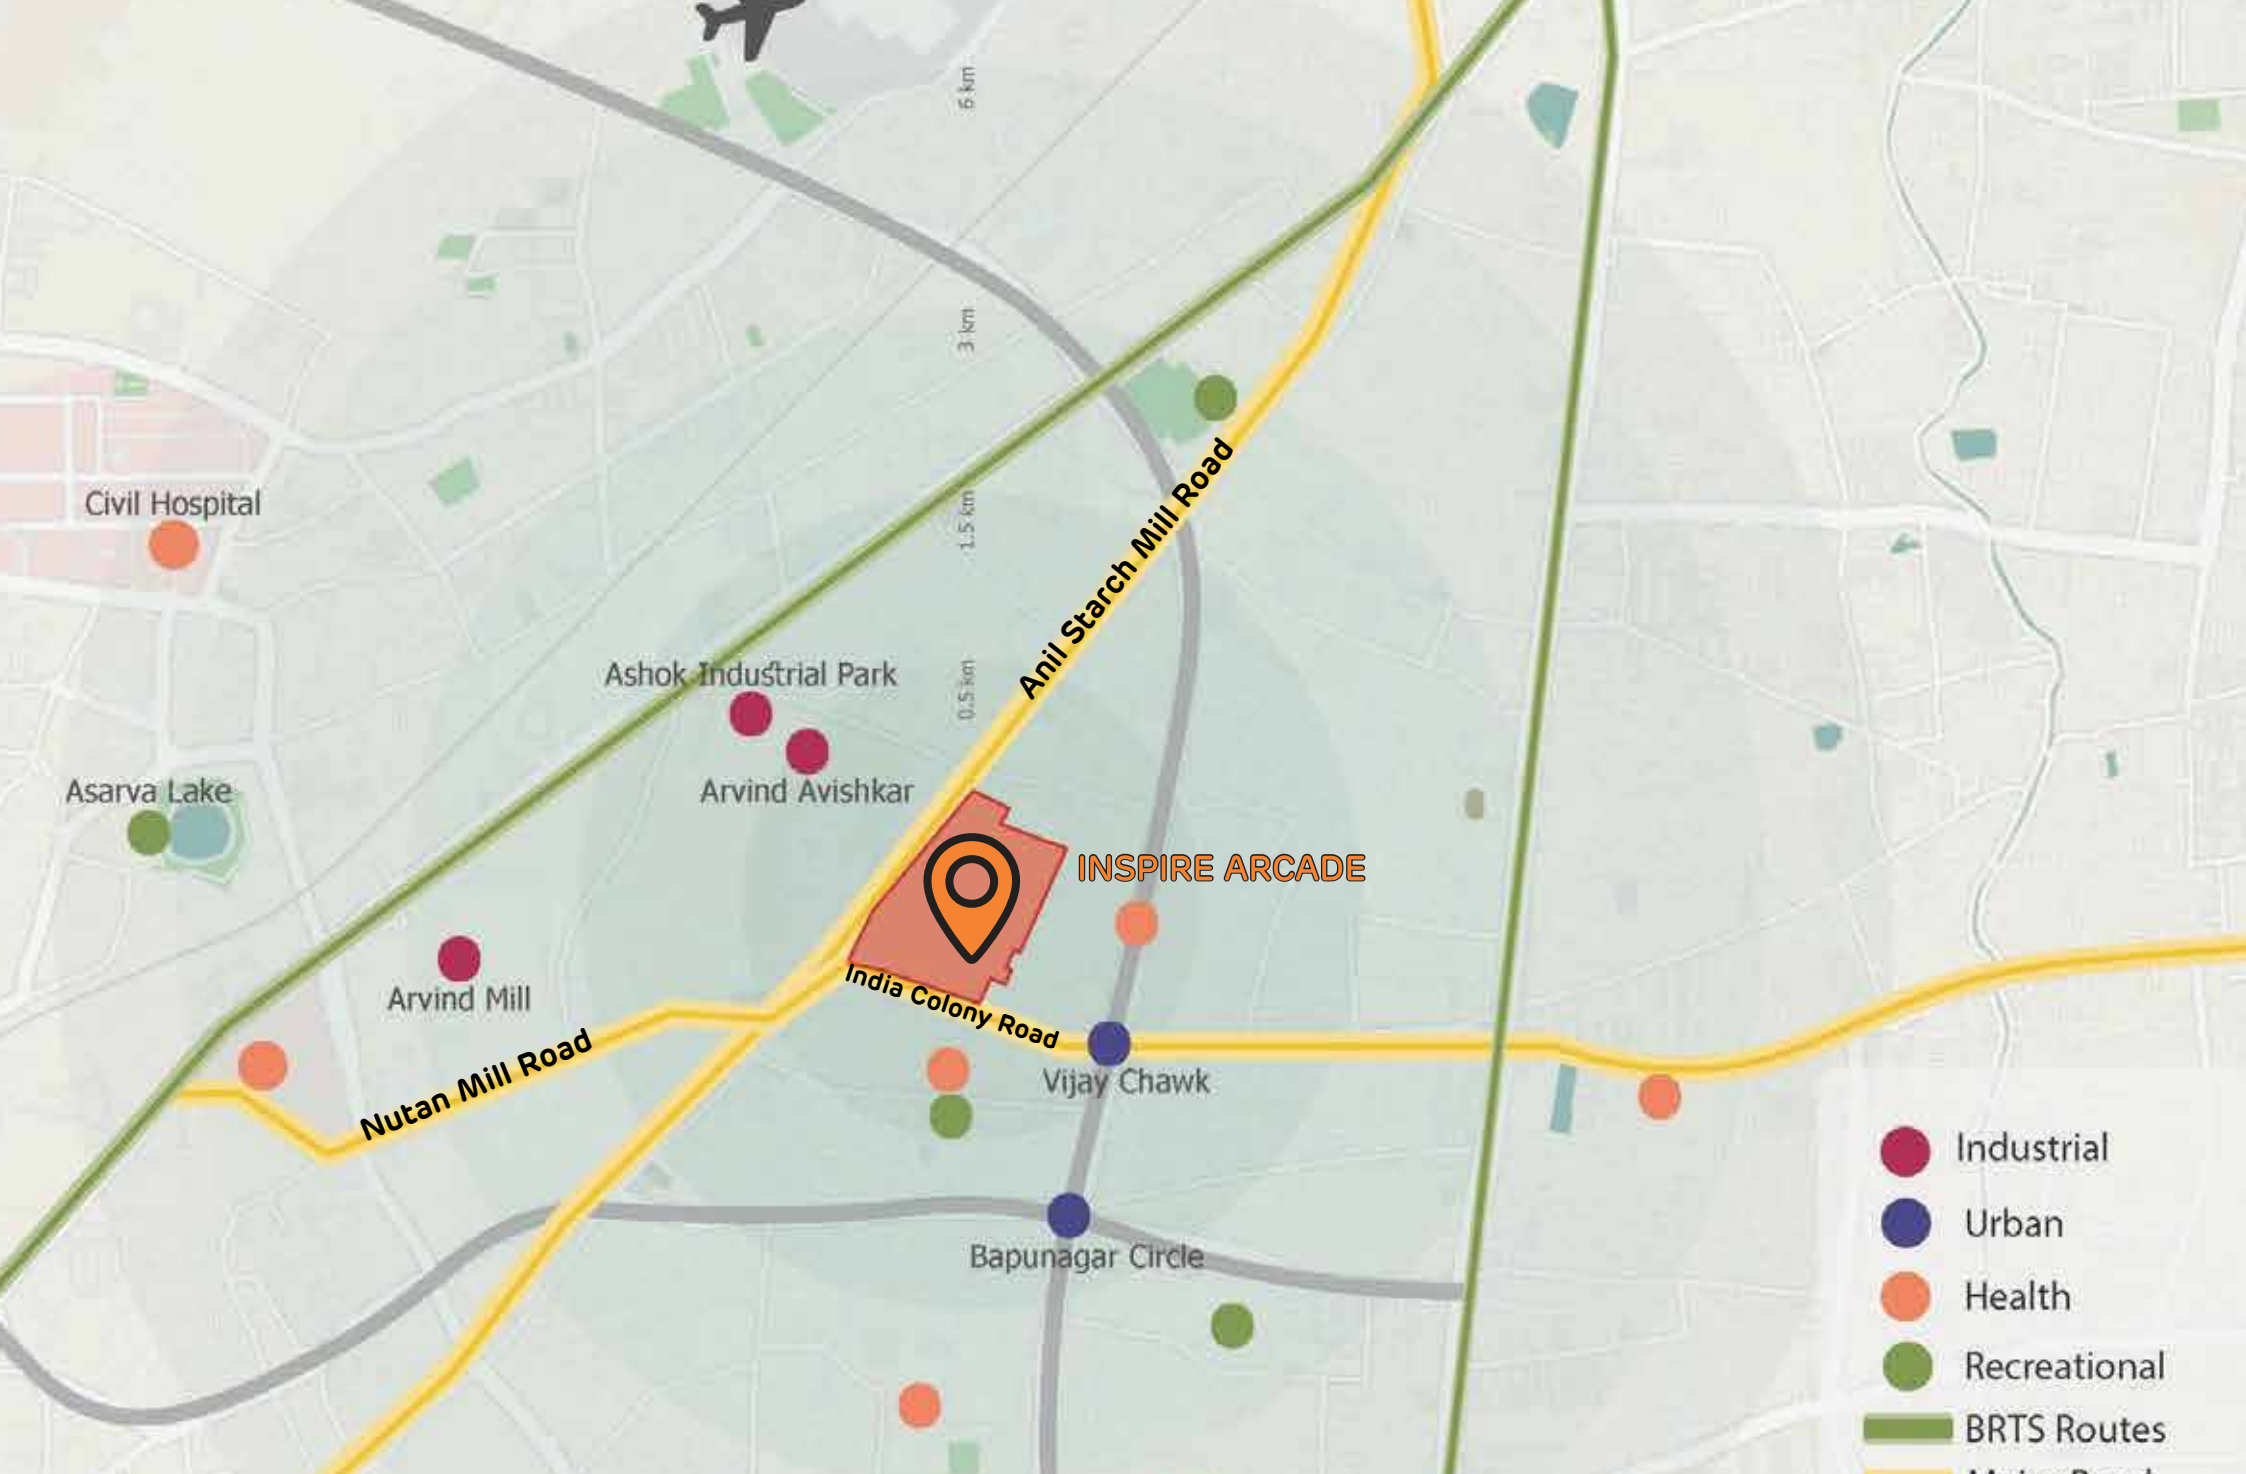 6 km
3 km
1.5 km
0.5 km
Anil Starch Mill Road
Civil Hospital
Ashok Industrial Park
Arvind Avishkar
Asarva Lake
INSPIRE ARCADE
Arvind Mill
India Colony Road
Nutan Mill Road
Vijay Chawk
Bapunagar Circle
Industrial
Urban
Health
Recreational
BRTS Routes